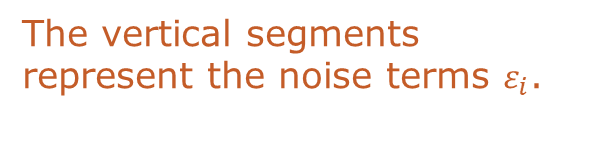 The vertical segments
represent the noise terms 𝜀ᵢ.